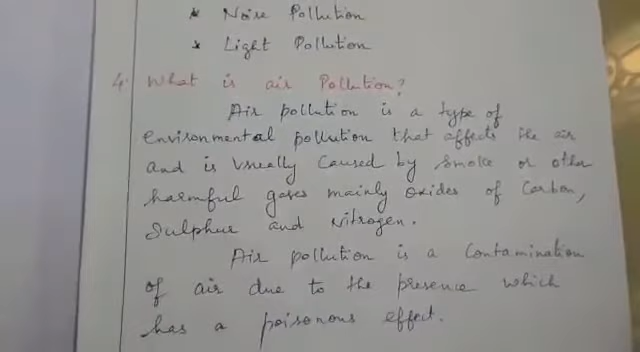 * Noise Pollution
* Light Pollution
4. What is air Pollution?
Air pollution is a type of
environmental pollution that affects the air
and is Usually Caused by smoke or other
harmful gases mainly oxides of Carbon,
Sulphur and Nitrogen.
Air pollution is a Contamination
of air due to the presence which
has a poisonous effect.